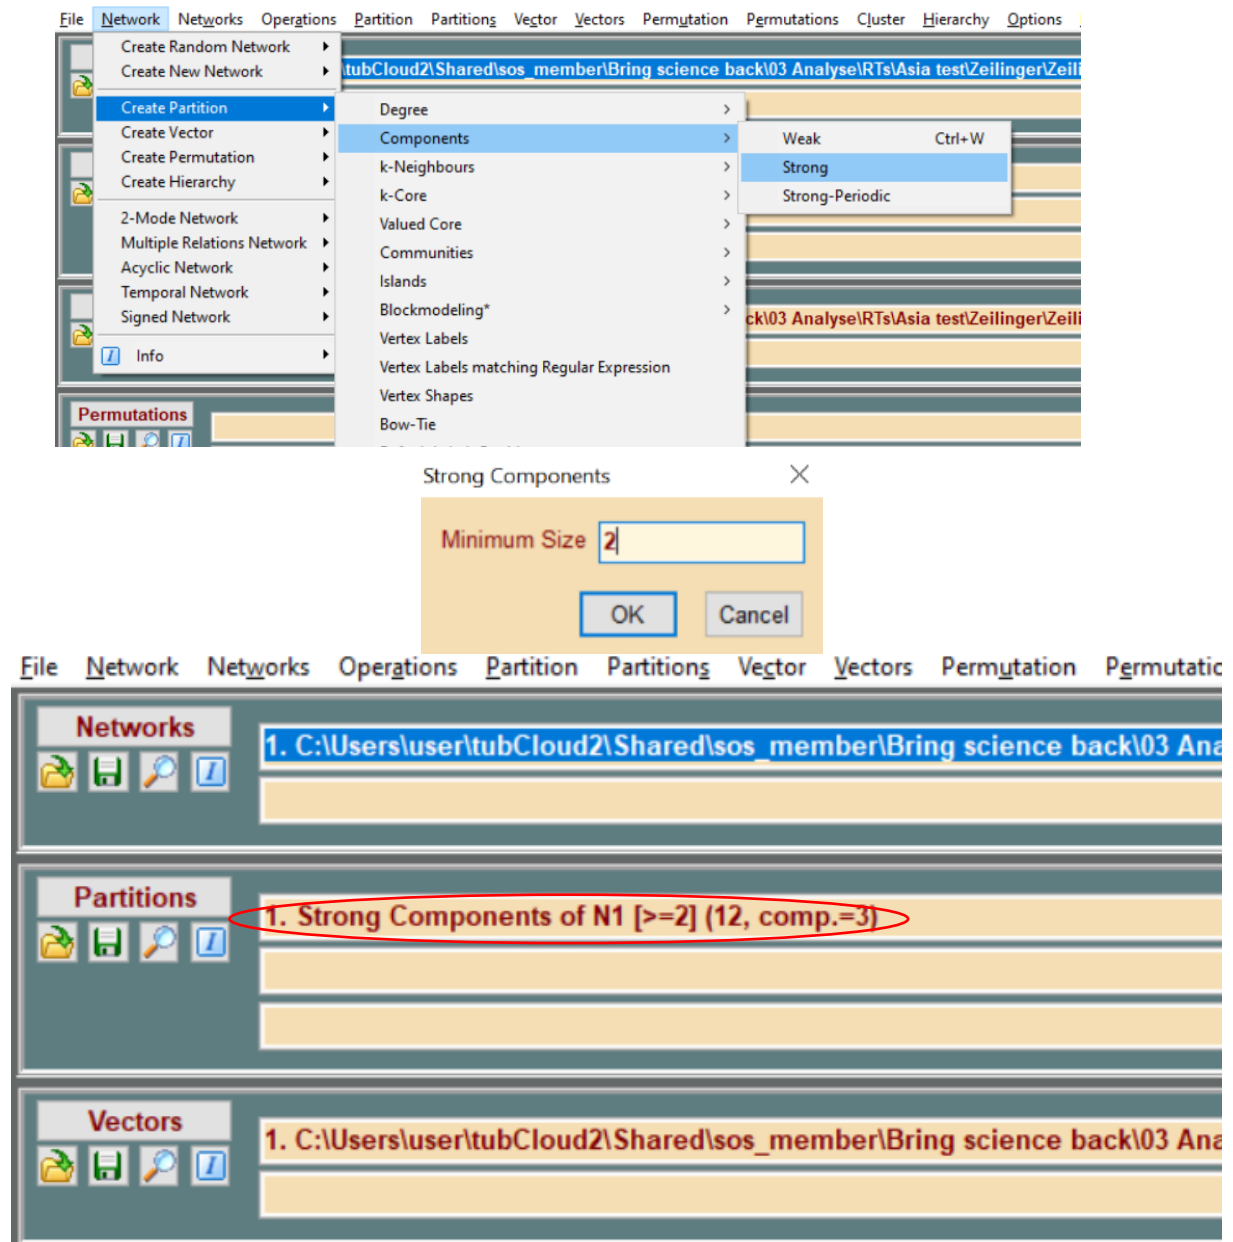 File Network Networks Operations Partition Partitions Vector Vectors Permutation Permutations Cluster Hierarchy Options
Create Random Network
Create New Network
\tubCloud2\Shared\sos_member\Bring science back\03 Analyse\RTs\Asia test\Zeilinger\Zeili
Create Partition
Create Vector
Create Permutation
Create Hierarchy
2-Mode Network
Multiple Relations Network
Acyclic Network
Temporal Network
Signed Network
Info
Degree
Components
k-Neighbours
k-Core
Valued Core
Communities
Islands
Blockmodeling*
Vertex Labels
Vertex Labels matching Regular Expression
Vertex Shapes
Bow-Tie
Weak Ctrl+W
Strong
Strong-Periodic
ck\03 Analyse\RTs\Asia test\Zeilinger\Zeili
Permutations
Strong Components
Minimum Size 2
OK Cancel
File Network Networks Operations Partition Partitions Vector Vectors Permutation Permutatic
Networks
1. C:\Users\user\tubCloud2\Shared\sos_member\Bring science back\03 Ana
Partitions
1. Strong Components of N1 [>=2] (12, comp.=3)
Vectors
1. C:\Users\user\tubCloud2\Shared\sos_member\Bring science back\03 Ana